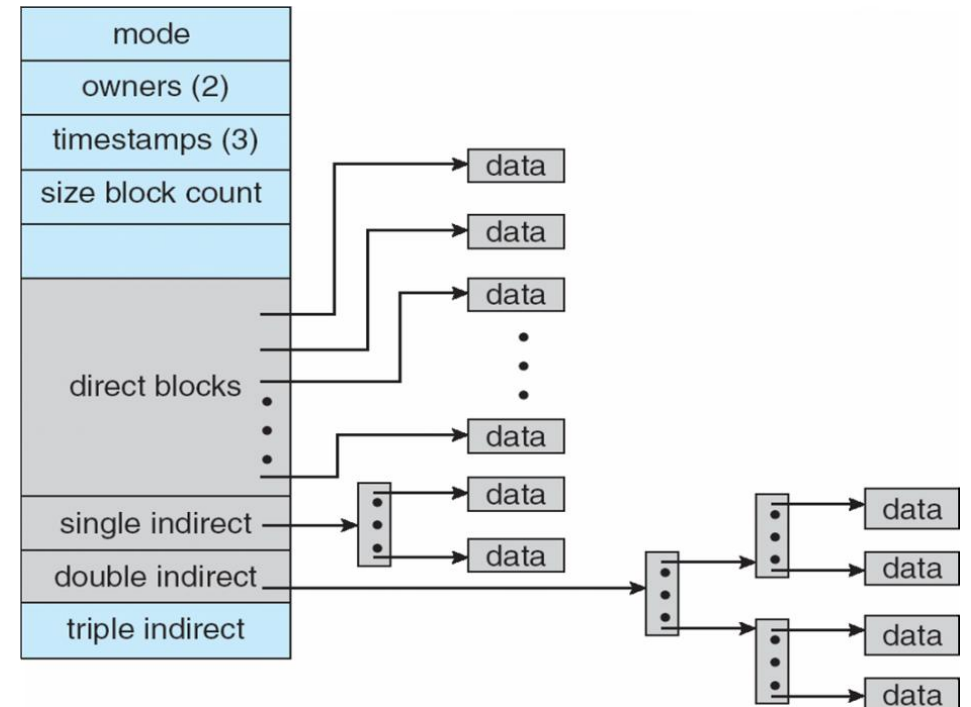 mode
owners (2)
timestamps (3)
size block count
direct blocks
single indirect
double indirect
triple indirect
data
data
data
data
data
data
data
data
data
data